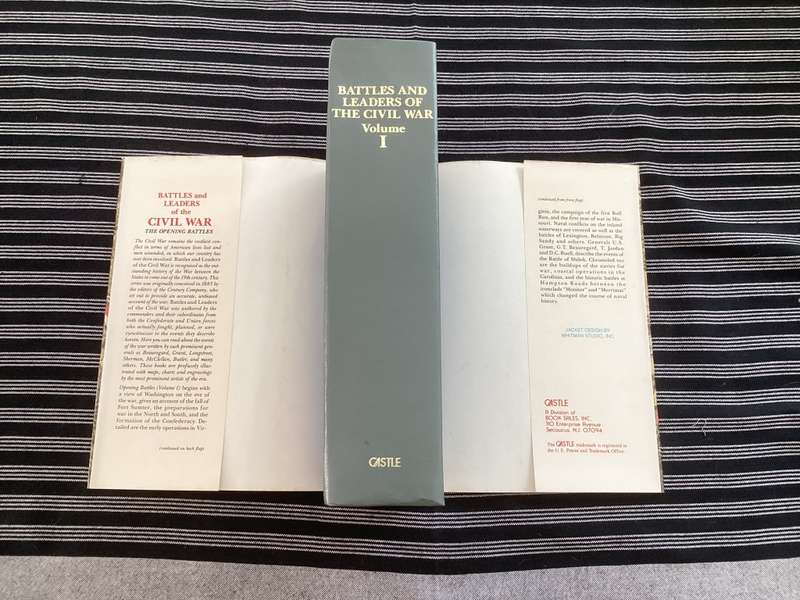 BATTLES and
LEADERS
of the
CIVIL WAR
THE OPENING BATTLES
The Civil War remains the costliest con-
flict in terms of American lives lost and
men wounded, in which our country has
ever been involved. Battles and Leaders
of the Civil War is recognized as the out-
standing history of the War between the
States to come out of the 19th century. This
series was originally conceived in 1883 by
the editors of the Century Company, who
set out to provide an accurate, unbiased
account of the war. Battles and Leaders of
the Civil War was authored by the
commanders and their subordinates from
both the Confederate and Union forces
who actually fought, planned, or were
eyewitnesses to the events they describe
herein. Here you can read about the events
of the war written by such prominent gen-
erals as Beauregard, Grant, Longstreet,
Sherman, McClellan, Butler, and many
others. These books are profusely illus-
trated with maps, charts and engravings
by the most prominent artists of the era.
Opening Battles (Volume I) begins with
a view of Washington on the eve of
the war, gives an account of the fall of
Fort Sumter, the preparations for
war in the North and South, and the
formation of the Confederacy. De-
tailed are the early operations in Vir-
(continued on back flap)
BATTLES AND
LEADERS OF
THE CIVIL WAR
Volume
I
CASTLE
(continued from front flap)
ginia, the campaign of the first Bull
Run, and the first year of war in Mis-
souri. Naval conflicts on the inland
waterways are covered as well as the
battles of Lexington, Belmont, Big
Sandy and others. Generals U.S.
Grant, G.T. Beauregard, T. Jordon
and D.C. Buell, describe the events of
the Battle of Shiloh. Chronicled too
are the buildups of the navies for
war, coastal operations in the
Carolinas, and the historic battles at
Hampton Roads between the
ironclads "Monitor" and "Merrimac"
which changed the course of naval
history.
JACKET DESIGN BY
WHITMAN STUDIO, INC.
CASTLE
A Division of
BOOK SALES, INC.
110 Enterprise Avenue
Secaucus, N.J. 07094
The CASTLE trademark is registered in
the U. S. Patent and Trademark Office.